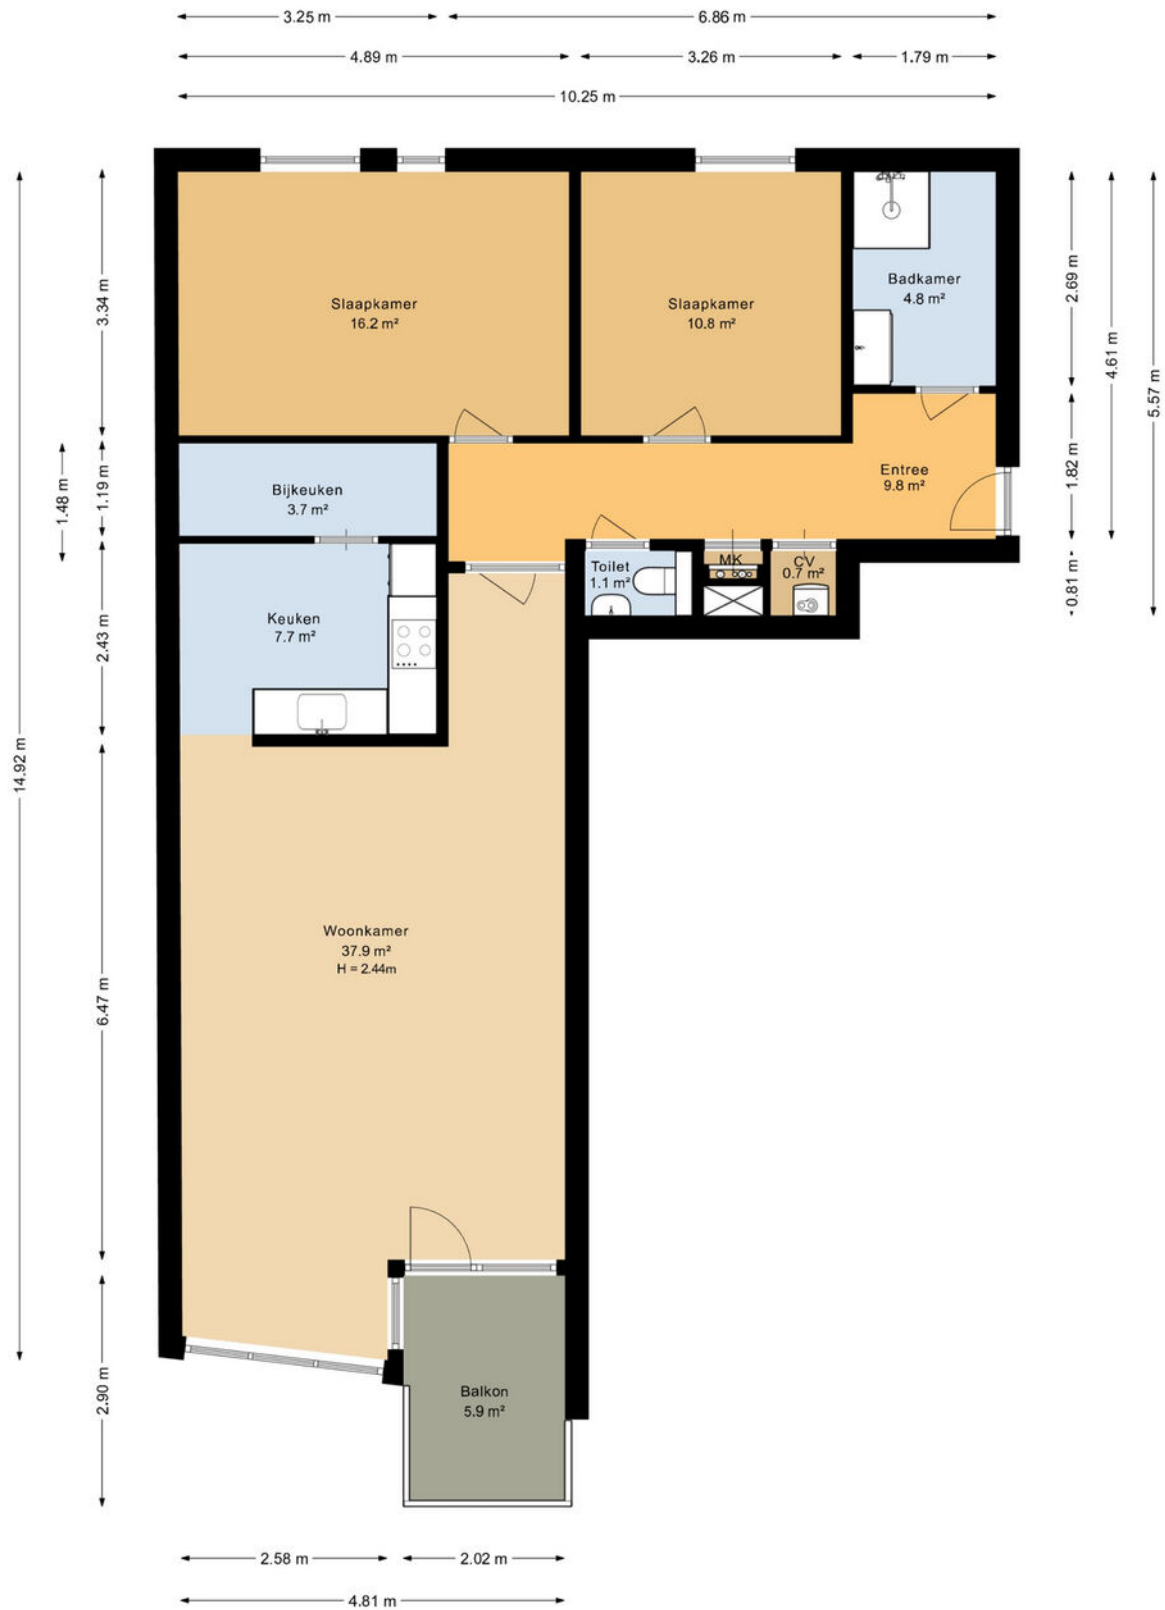 3.25 m
6.86 m
4.89 m
3.26 m
1.79 m
10.25 m
Slaapkamer
16.2 m²
Slaapkamer
10.8 m²
Badkamer
4.8 m²
3.34 m
2.69 m
4.61 m
5.57 m
1.48 m
1.19 m
Bijkeuken
3.7 m²
Entree
9.8 m²
1.82 m
Toilet
1.1 m²
MK
CV
0.7 m²
0.81 m
Keuken
7.7 m²
2.43 m
14.92 m
Woonkamer
37.9 m²
H = 2.44m
6.47 m
Balkon
5.9 m²
2.90 m
2.58 m
2.02 m
4.81 m